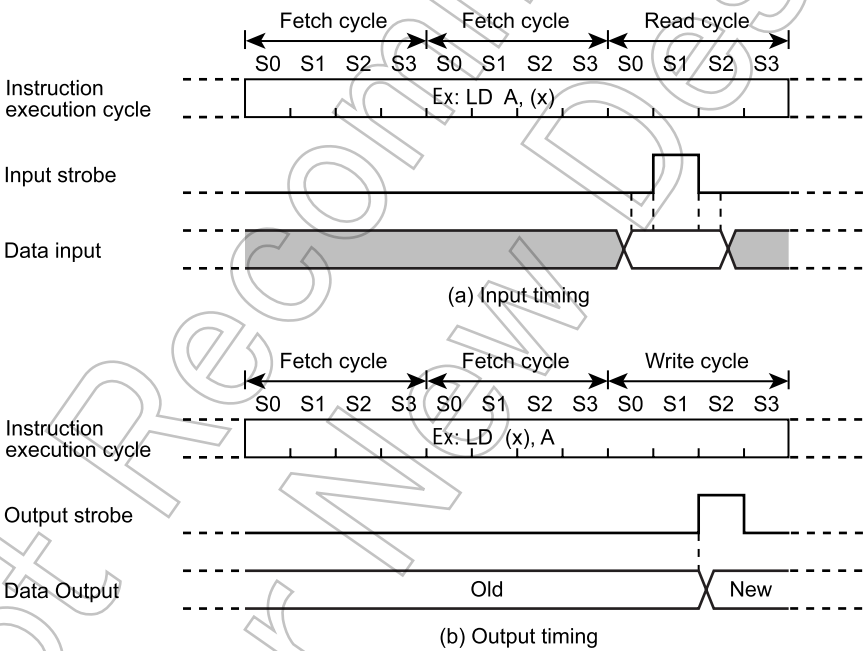 Fetch cycle Fetch cycle Read cycle
S0 S1 S2 S3 S0 S1 S2 S3 S0 S1 S2 S3
Instruction
execution cycle
Ex: LD A, (x)
Input strobe
Data input
(a) Input timing
Fetch cycle Fetch cycle Write cycle
S0 S1 S2 S3 S0 S1 S2 S3 S0 S1 S2 S3
Instruction
execution cycle
Ex: LD (x), A
Output strobe
Data Output
Old New
(b) Output timing